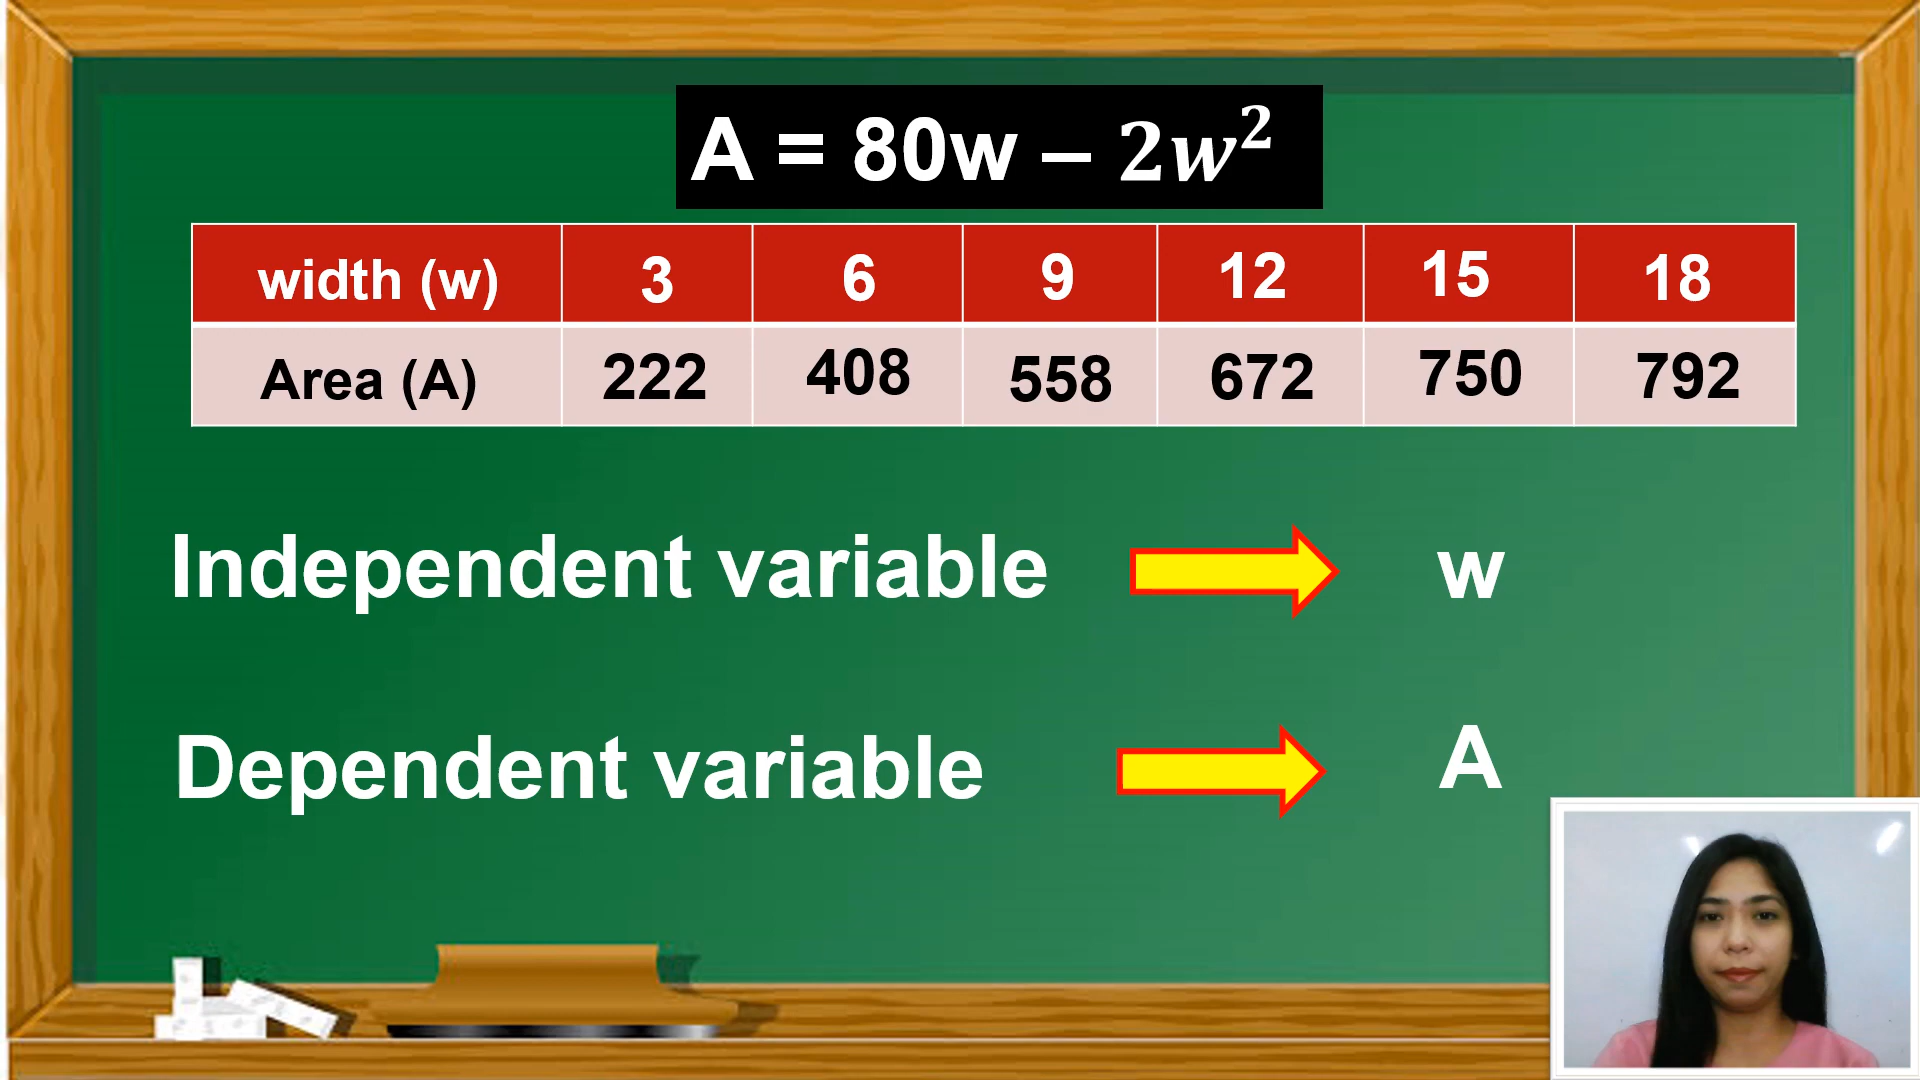 A = 80w – 2w²
width (w) 3 6 9 12 15 18
Area (A) 222 408 558 672 750 792
Independent variable w
Dependent variable A